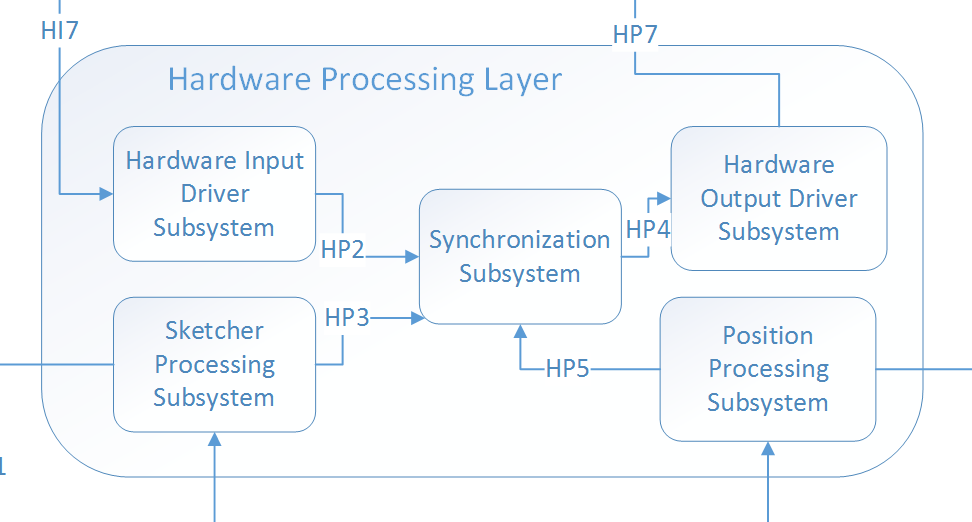 HI7
HP7
Hardware Processing Layer
Hardware Input
Driver
Subsystem
Hardware
Output Driver
Subsystem
HP2
Synchronization
Subsystem
HP4
Sketcher
Processing
Subsystem
HP3
HP5
Position
Processing
Subsystem
1